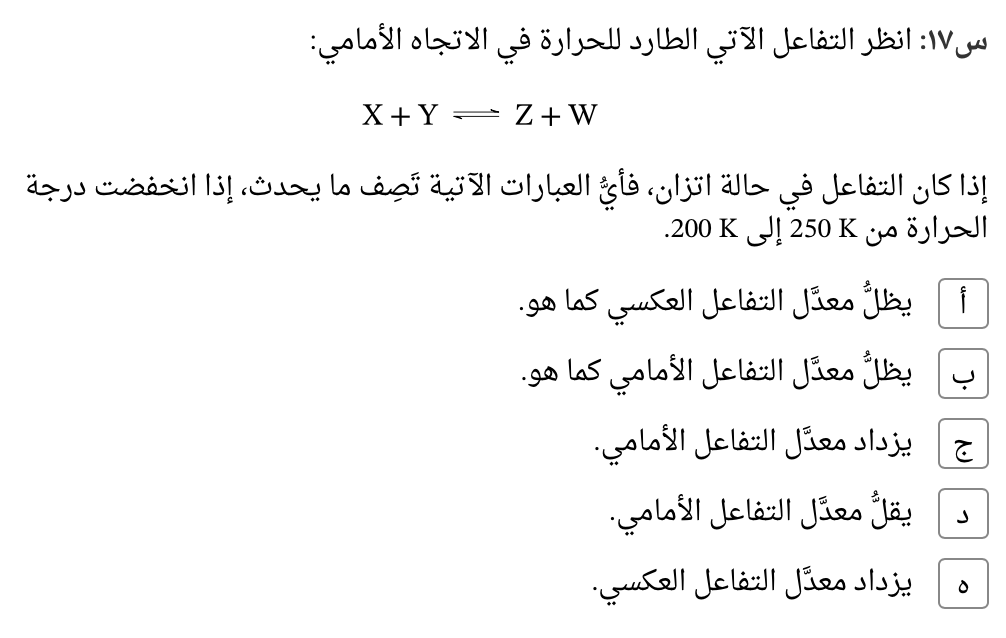 س١٧: انظر التفاعل الآتي الطارد للحرارة في الاتجاه الأمامي:
X + Y ⇌ Z + W
إذا كان التفاعل في حالة اتزان، فأيُّ العبارات الآتية تَصِف ما يحدث، إذا انخفضت درجة
الحرارة من 250 K إلى 200 K.
أ يظلُّ معدَّل التفاعل العكسي كما هو.
ب يظلُّ معدَّل التفاعل الأمامي كما هو.
ج يزداد معدَّل التفاعل الأمامي.
د يقلُّ معدَّل التفاعل الأمامي.
ه يزداد معدَّل التفاعل العكسي.